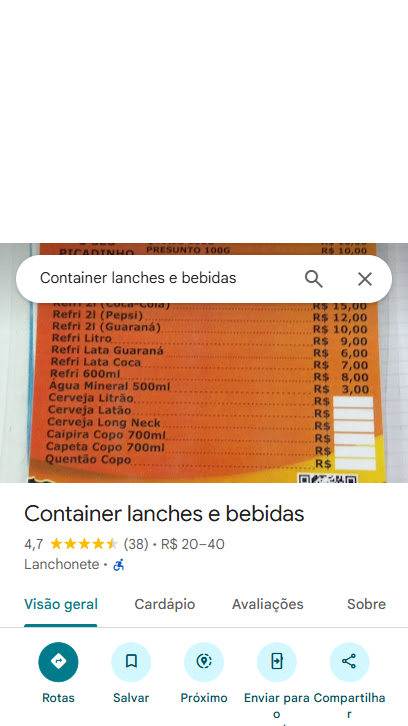 PICADINHO
PRESUNTO 100G
R$ 10,00
Container lanches e bebidas
Refri 2l (Coca-Cola) R$ 15,00
Refri 2l (Pepsi) R$ 12,00
Refri 2l (Guaraná) R$ 10,00
Refri Litro R$ 9,00
Refri Lata Guaraná R$ 6,00
Refri Lata Coca R$ 7,00
Refri 600ml R$ 8,00
Água Mineral 500ml R$ 3,00
Cerveja Litrão R$
Cerveja Latão R$
Cerveja Long Neck R$
Caipira Copo 700ml R$
Capeta Copo 700ml R$
Quentão Copo R$
Container lanches e bebidas
4,7 (38) • R$ 20–40
Lanchonete •
Visão geral Cardápio Avaliações Sobre
Rotas Salvar Próximo Enviar para o Compartilhar